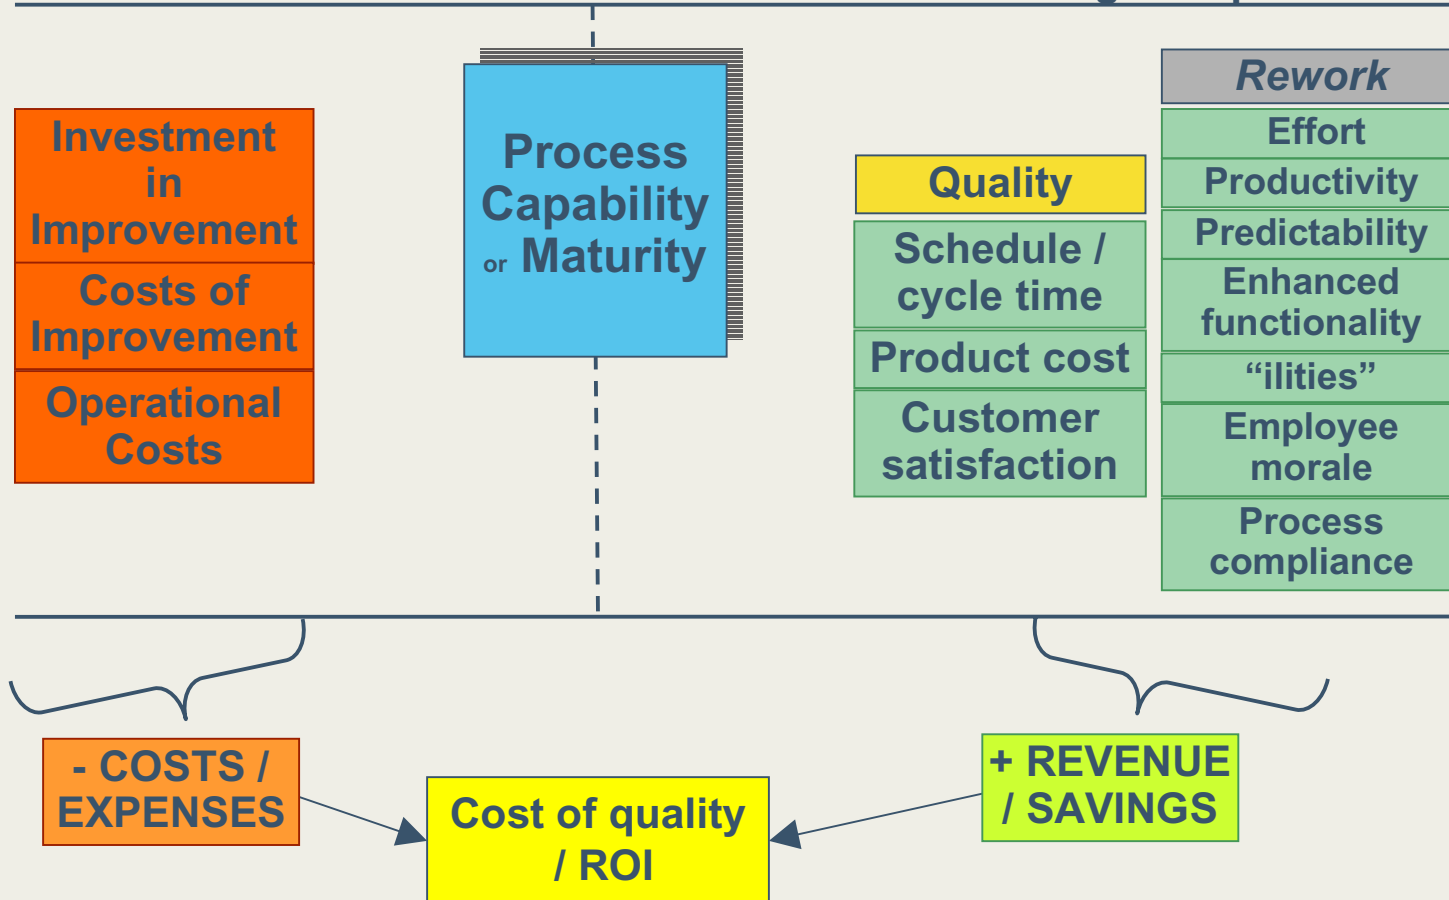 Investment
in
Improvement
Costs of
Improvement
Operational
Costs
Process
Capability
or Maturity
Quality
Schedule /
cycle time
Product cost
Customer
satisfaction
Rework
Effort
Productivity
Predictability
Enhanced
functionality
“ilities”
Employee
morale
Process
compliance
- COSTS /
EXPENSES
Cost of quality
/ ROI
+ REVENUE
/ SAVINGS